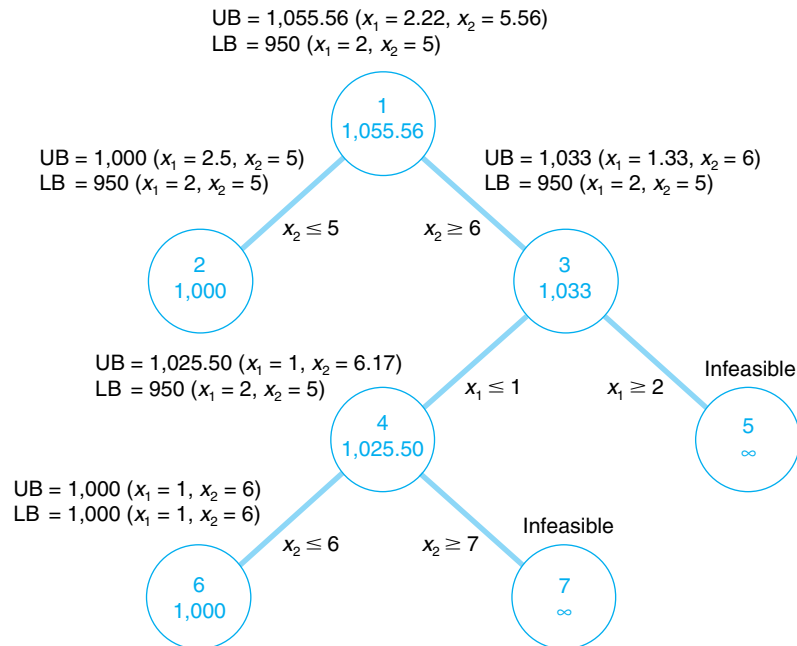 UB = 1,055.56 (x₁ = 2.22, x₂ = 5.56)
LB = 950 (x₁ = 2, x₂ = 5)
1
1,055.56
UB = 1,000 (x₁ = 2.5, x₂ = 5)
LB = 950 (x₁ = 2, x₂ = 5)
UB = 1,033 (x₁ = 1.33, x₂ = 6)
LB = 950 (x₁ = 2, x₂ = 5)
x₂ ≤ 5
x₂ ≥ 6
2
1,000
3
1,033
UB = 1,025.50 (x₁ = 1, x₂ = 6.17)
LB = 950 (x₁ = 2, x₂ = 5)
x₁ ≤ 1
x₁ ≥ 2
Infeasible
4
1,025.50
5
∞
UB = 1,000 (x₁ = 1, x₂ = 6)
LB = 1,000 (x₁ = 1, x₂ = 6)
x₂ ≤ 6
x₂ ≥ 7
Infeasible
6
1,000
7
∞